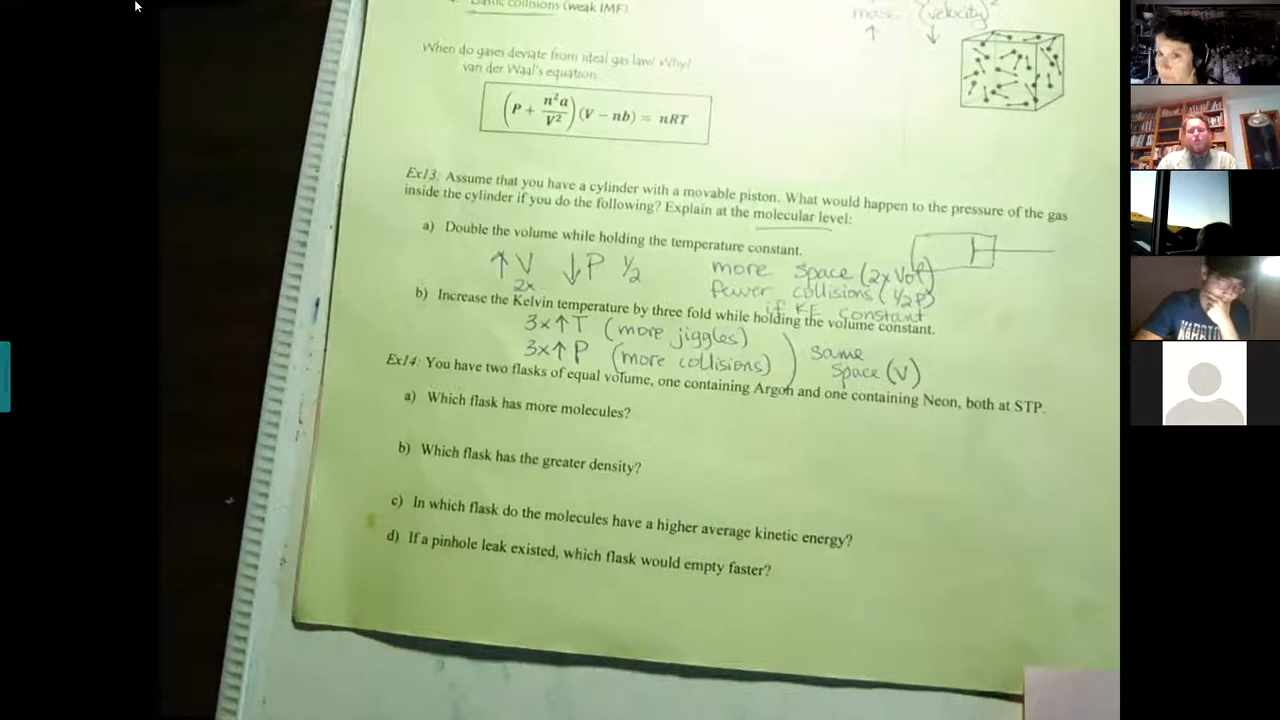 Elastic collisions (weak IMF)
mass (velocity)²
↑ ↓
When do gases deviate from ideal gas law? Why?
van der Waal's equation
(P + n²a/V²)(V − nb) = nRT
Ex13: Assume that you have a cylinder with a movable piston. What would happen to the pressure of the gas
inside the cylinder if you do the following? Explain at the molecular level:
a) Double the volume while holding the temperature constant.
↑V ↓P ½ more space (2x Vol)
2x fewer collisions (½P)
if KE constant
b) Increase the Kelvin temperature by three fold while holding the volume constant.
3x↑T (more jiggles)
3x↑P (more collisions) ) same
space (V)
Ex14: You have two flasks of equal volume, one containing Argon and one containing Neon, both at STP.
a) Which flask has more molecules?
b) Which flask has the greater density?
c) In which flask do the molecules have a higher average kinetic energy?
d) If a pinhole leak existed, which flask would empty faster?